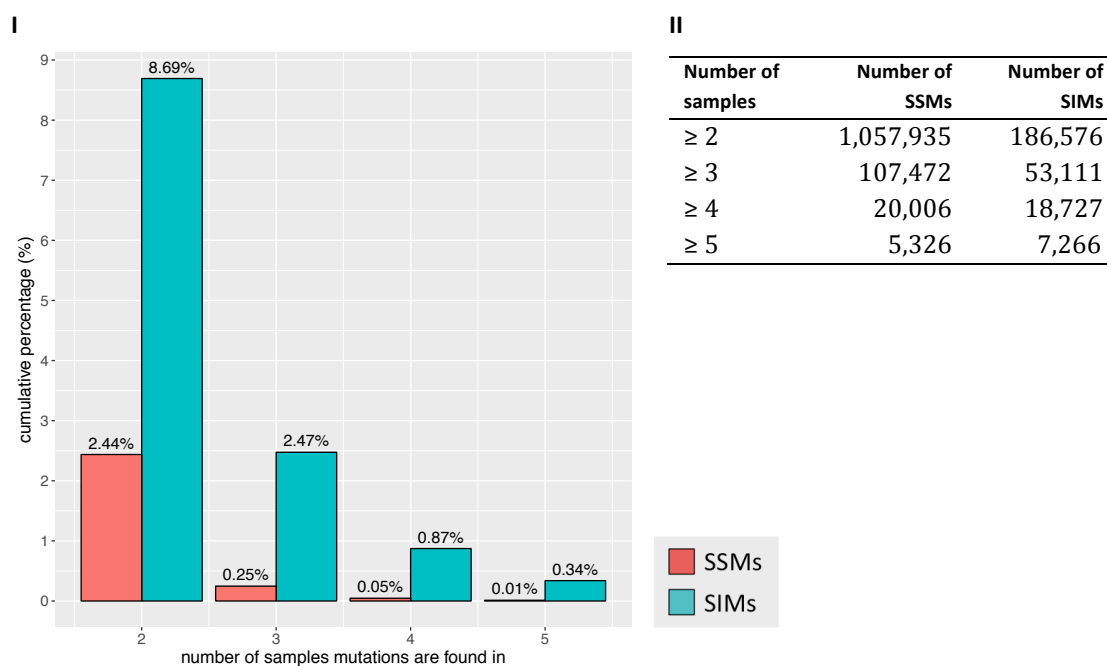 I
II
9
8
7
6
5
4
3
2
1
0
cumulative percentage (%)
8.69%
2.44%
2.47%
0.25%
0.87%
0.05%
0.34%
0.01%
2 3 4 5
number of samples mutations are found in
Number of samples Number of SSMs Number of SIMs
≥ 2 1,057,935 186,576
≥ 3 107,472 53,111
≥ 4 20,006 18,727
≥ 5 5,326 7,266
SSMs
SIMs